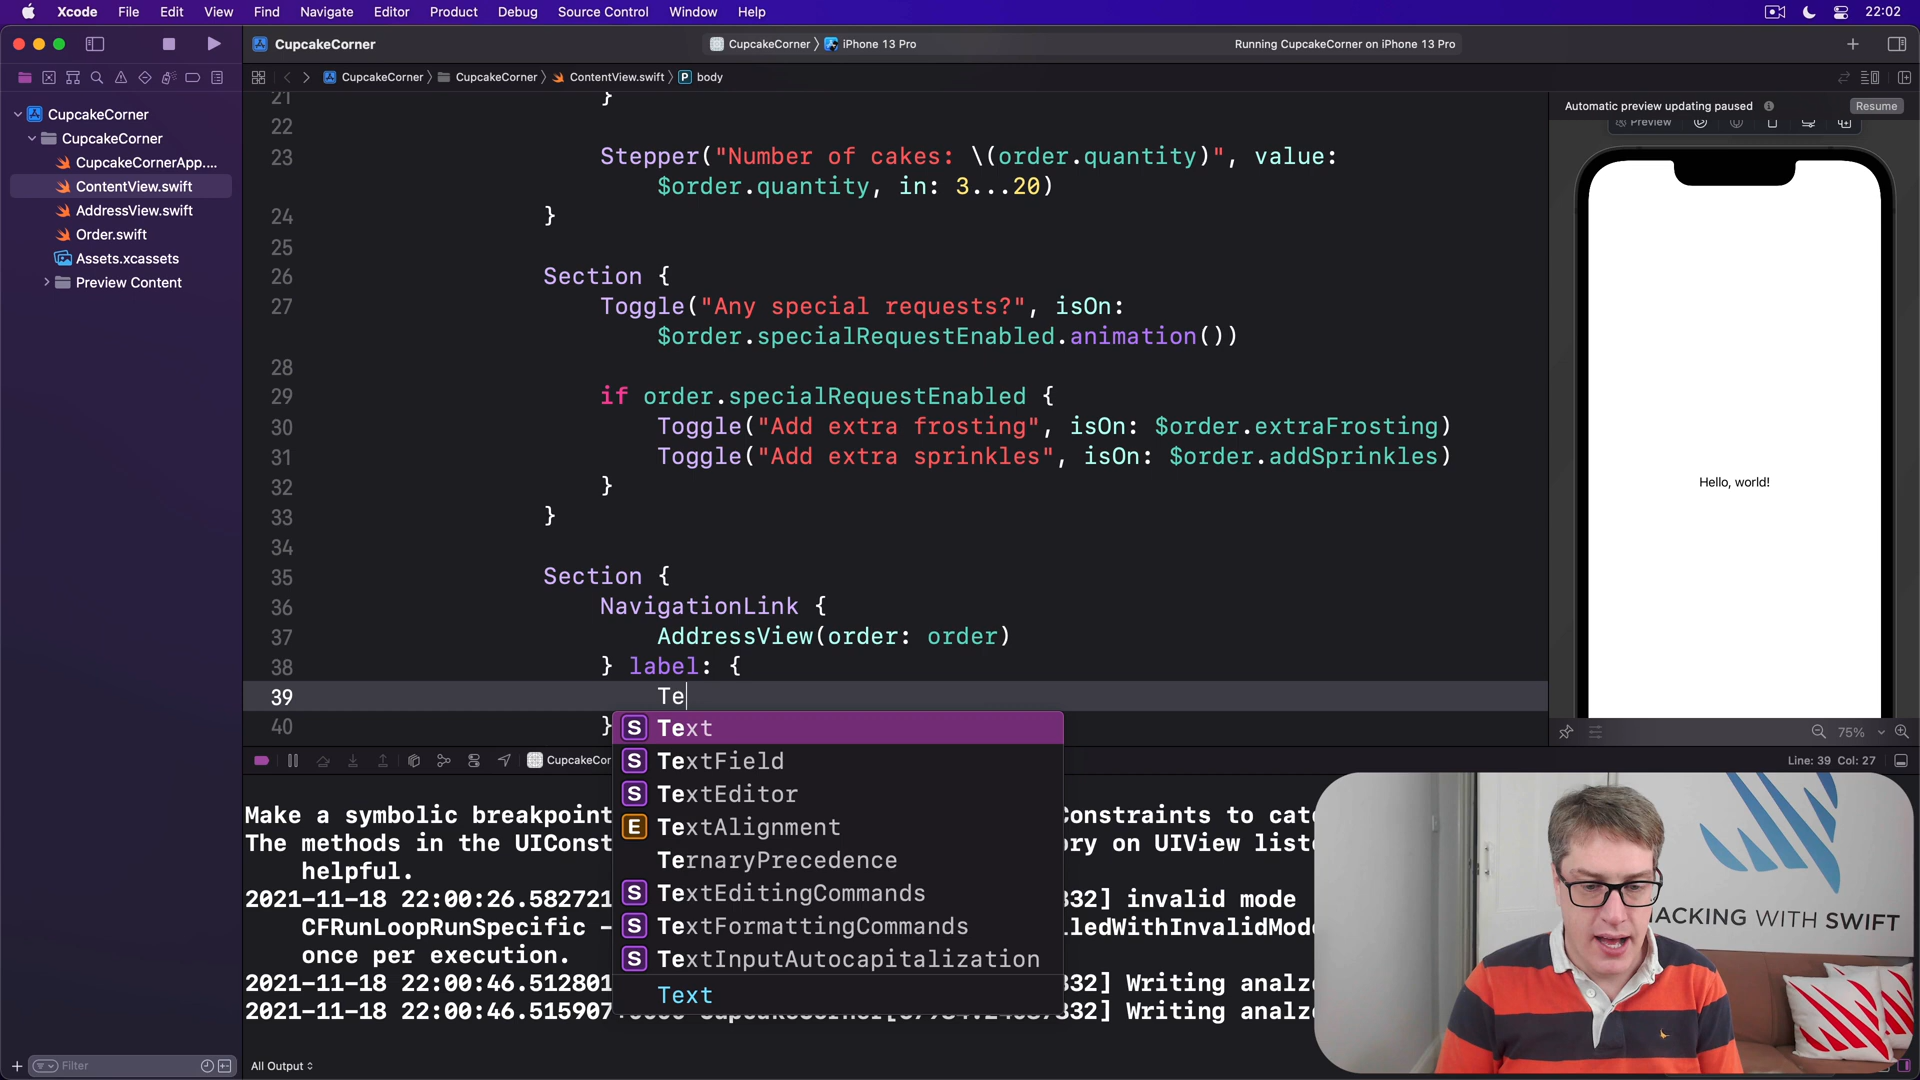 Xcode File Edit View Find Navigate Editor Product Debug Source Control Window Help 22:02
CupcakeCorner
CupcakeCorner iPhone 13 Pro
Running CupcakeCorner on iPhone 13 Pro
CupcakeCorner CupcakeCorner ContentView.swift P body
CupcakeCorner
CupcakeCorner
CupcakeCornerApp....
ContentView.swift
AddressView.swift
Order.swift
Assets.xcassets
Preview Content
21 }
22
23 Stepper("Number of cakes: \(order.quantity)", value:
$order.quantity, in: 3...20)
24 }
25
26 Section {
27 Toggle("Any special requests?", isOn:
$order.specialRequestEnabled.animation())
28
29 if order.specialRequestEnabled {
30 Toggle("Add extra frosting", isOn: $order.extraFrosting)
31 Toggle("Add extra sprinkles", isOn: $order.addSprinkles)
32 }
33 }
34
35 Section {
36 NavigationLink {
37 AddressView(order: order)
38 } label: {
39 Te
40 }
S Text
S TextField
S TextEditor
E TextAlignment
TernaryPrecedence
S TextEditingCommands
S TextFormattingCommands
S TextInputAutocapitalization
Text
Automatic preview updating paused Resume
Preview
Hello, world!
75%
CupcakeCor
Line: 39 Col: 27
Make a symbolic breakpoint Constraints to catc
The methods in the UIConst ory on UIView liste
helpful.
2021-11-18 22:00:26.582721 332] invalid mode
CFRunLoopRunSpecific - lledWithInvalidMod
once per execution.
2021-11-18 22:00:46.512801 332] Writing analz
2021-11-18 22:00:46.51590 332] Writing analz
Filter
All Output
HACKING WITH SWIFT